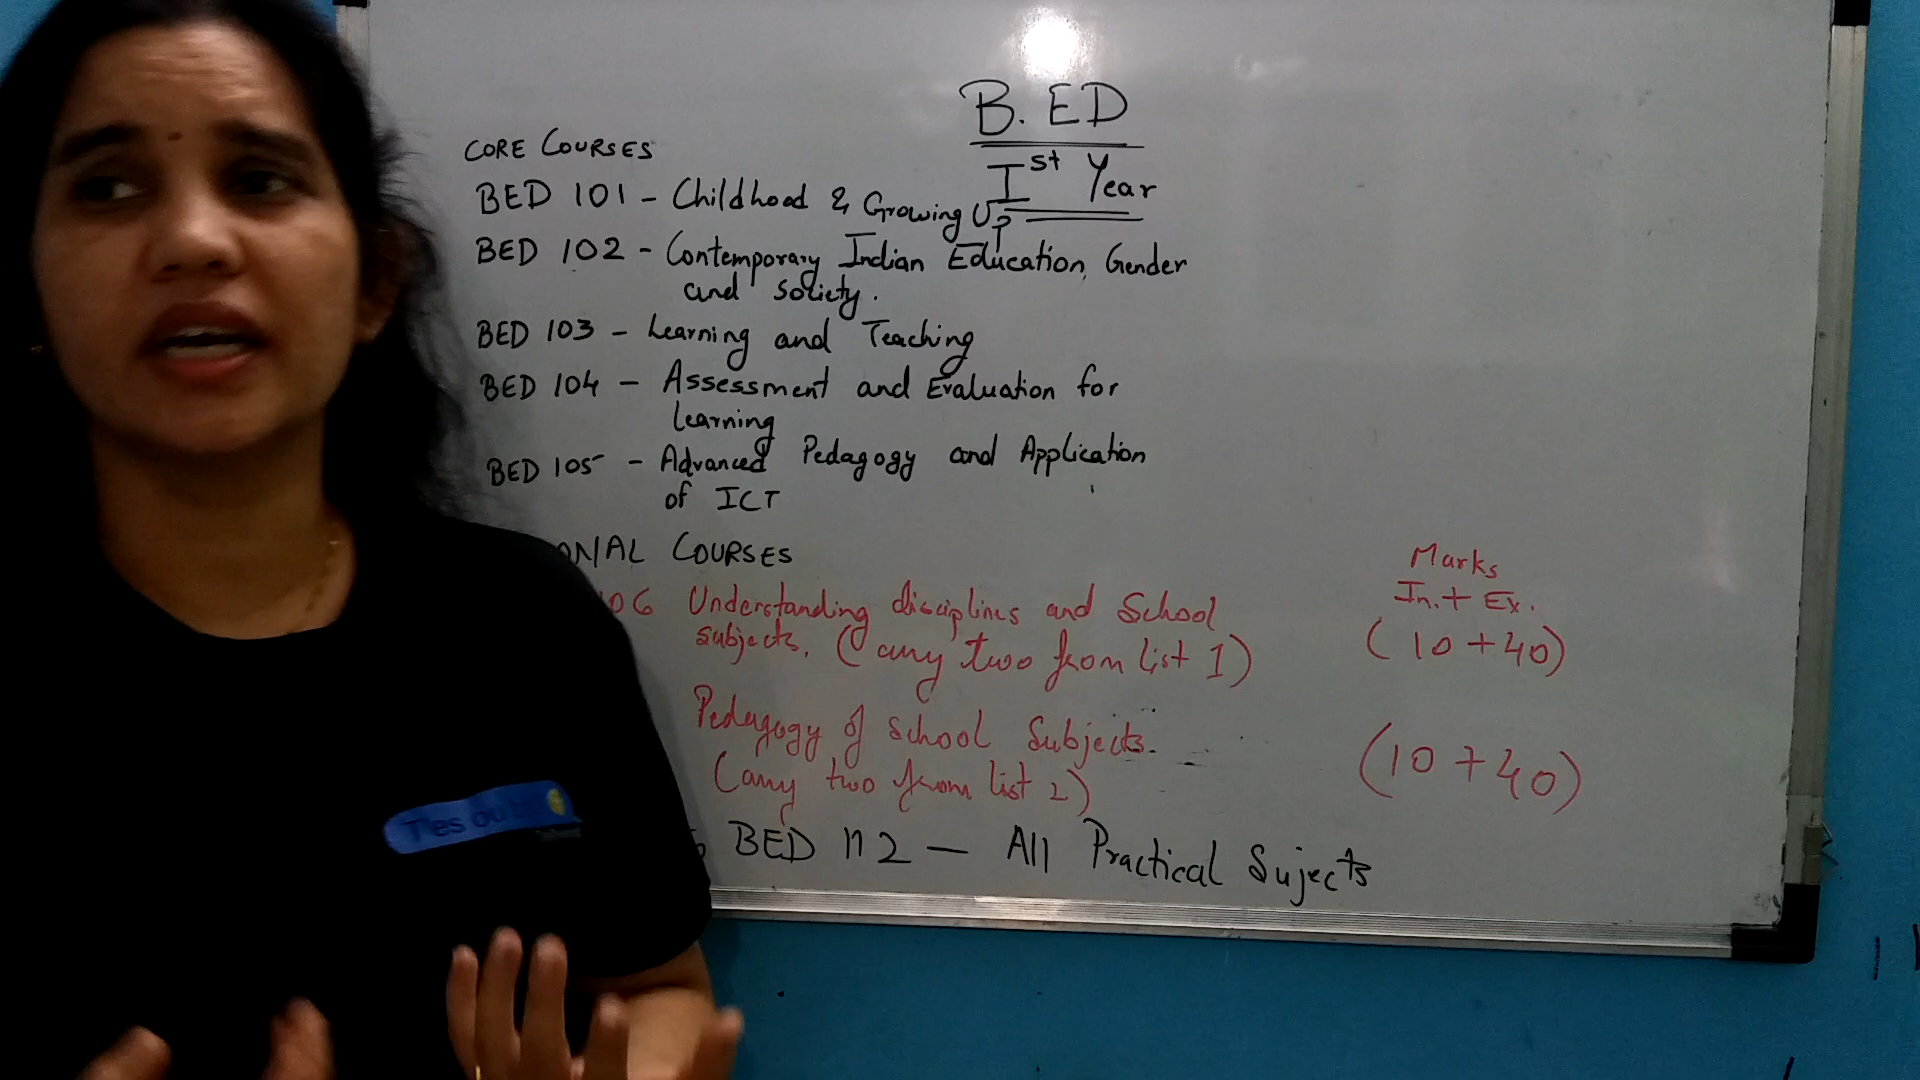 B. ED
Ist Year
CORE COURSES
BED 101 - Childhood & Growing Up
BED 102 - Contemporary Indian Education, Gender
and Society.
BED 103 - Learning and Teaching
BED 104 - Assessment and Evaluation for
Learning
BED 105 - Advanced Pedagogy and Application
of ICT
ONAL COURSES
Marks
In. + Ex.
106 Understanding disciplines and School
subjects. (any two from list 1) (10 + 40)
Pedagogy of School Subjects.
(any two from list 2) (10 + 40)
BED 112 - All Practical Sujects